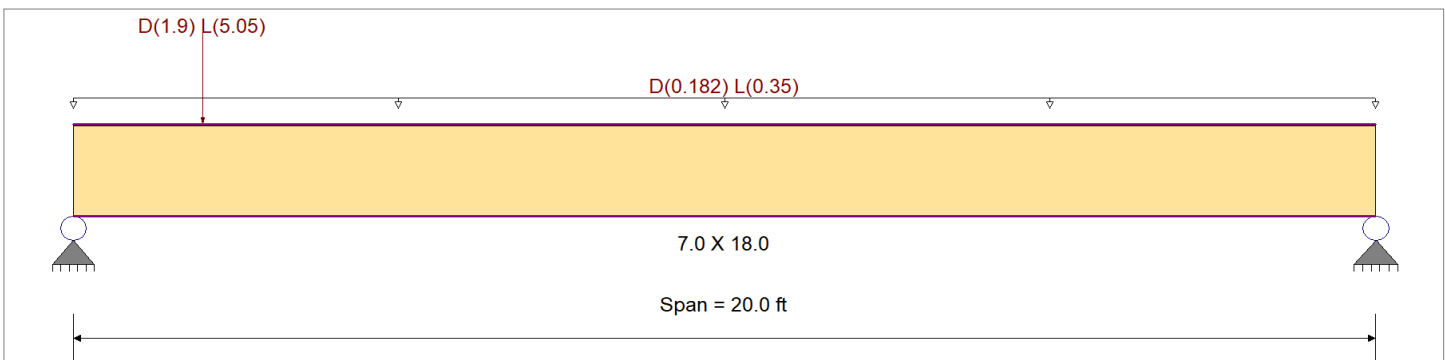 D(1.9) L(5.05)
D(0.182) L(0.35)
7.0 X 18.0
Span = 20.0 ft